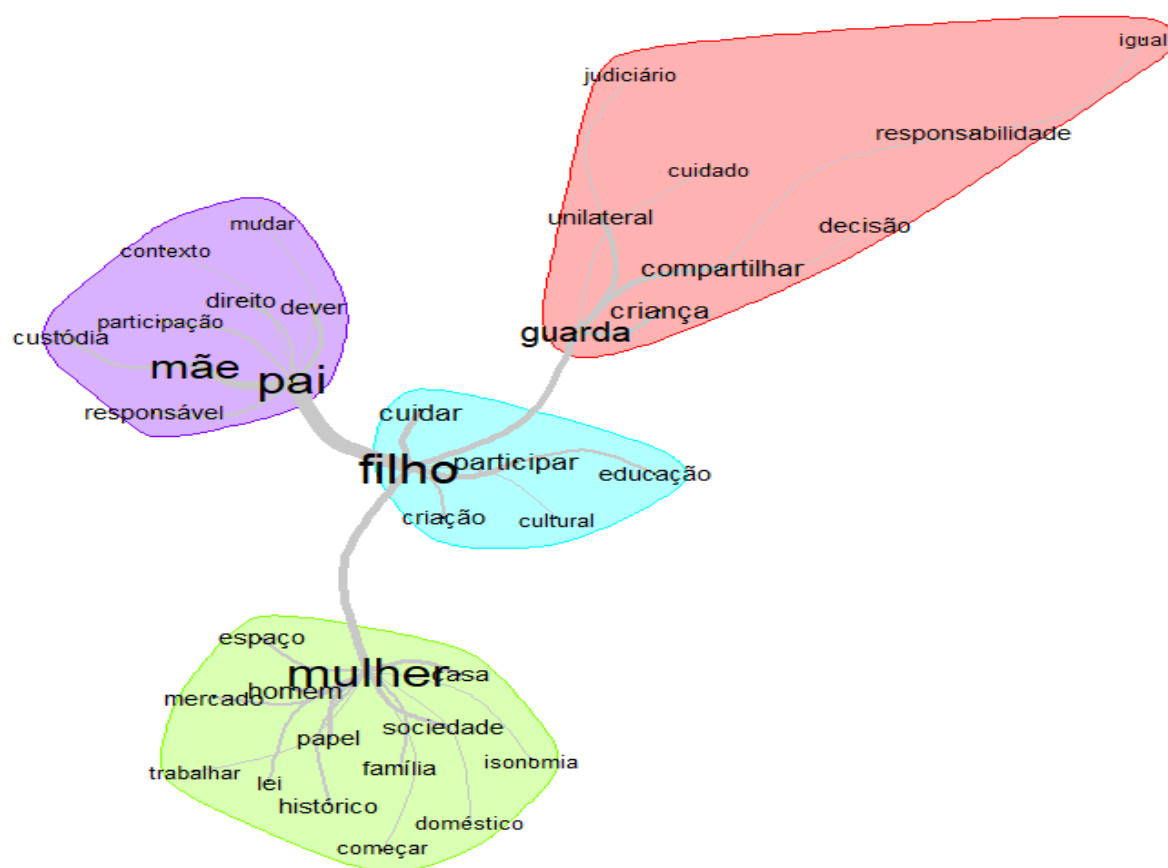 igual
judiciário
responsabilidade
cuidado
unilateral
decisão
compartilhar
criança
guarda
mudar
contexto
direito
dever
participação
custódia
mãe
pai
responsável
cuidar
filho
participar
educação
criação
cultural
espaço
mulher
casa
homem
mercado
sociedade
papel
isonomia
família
trabalhar
lei
histórico
doméstico
começar